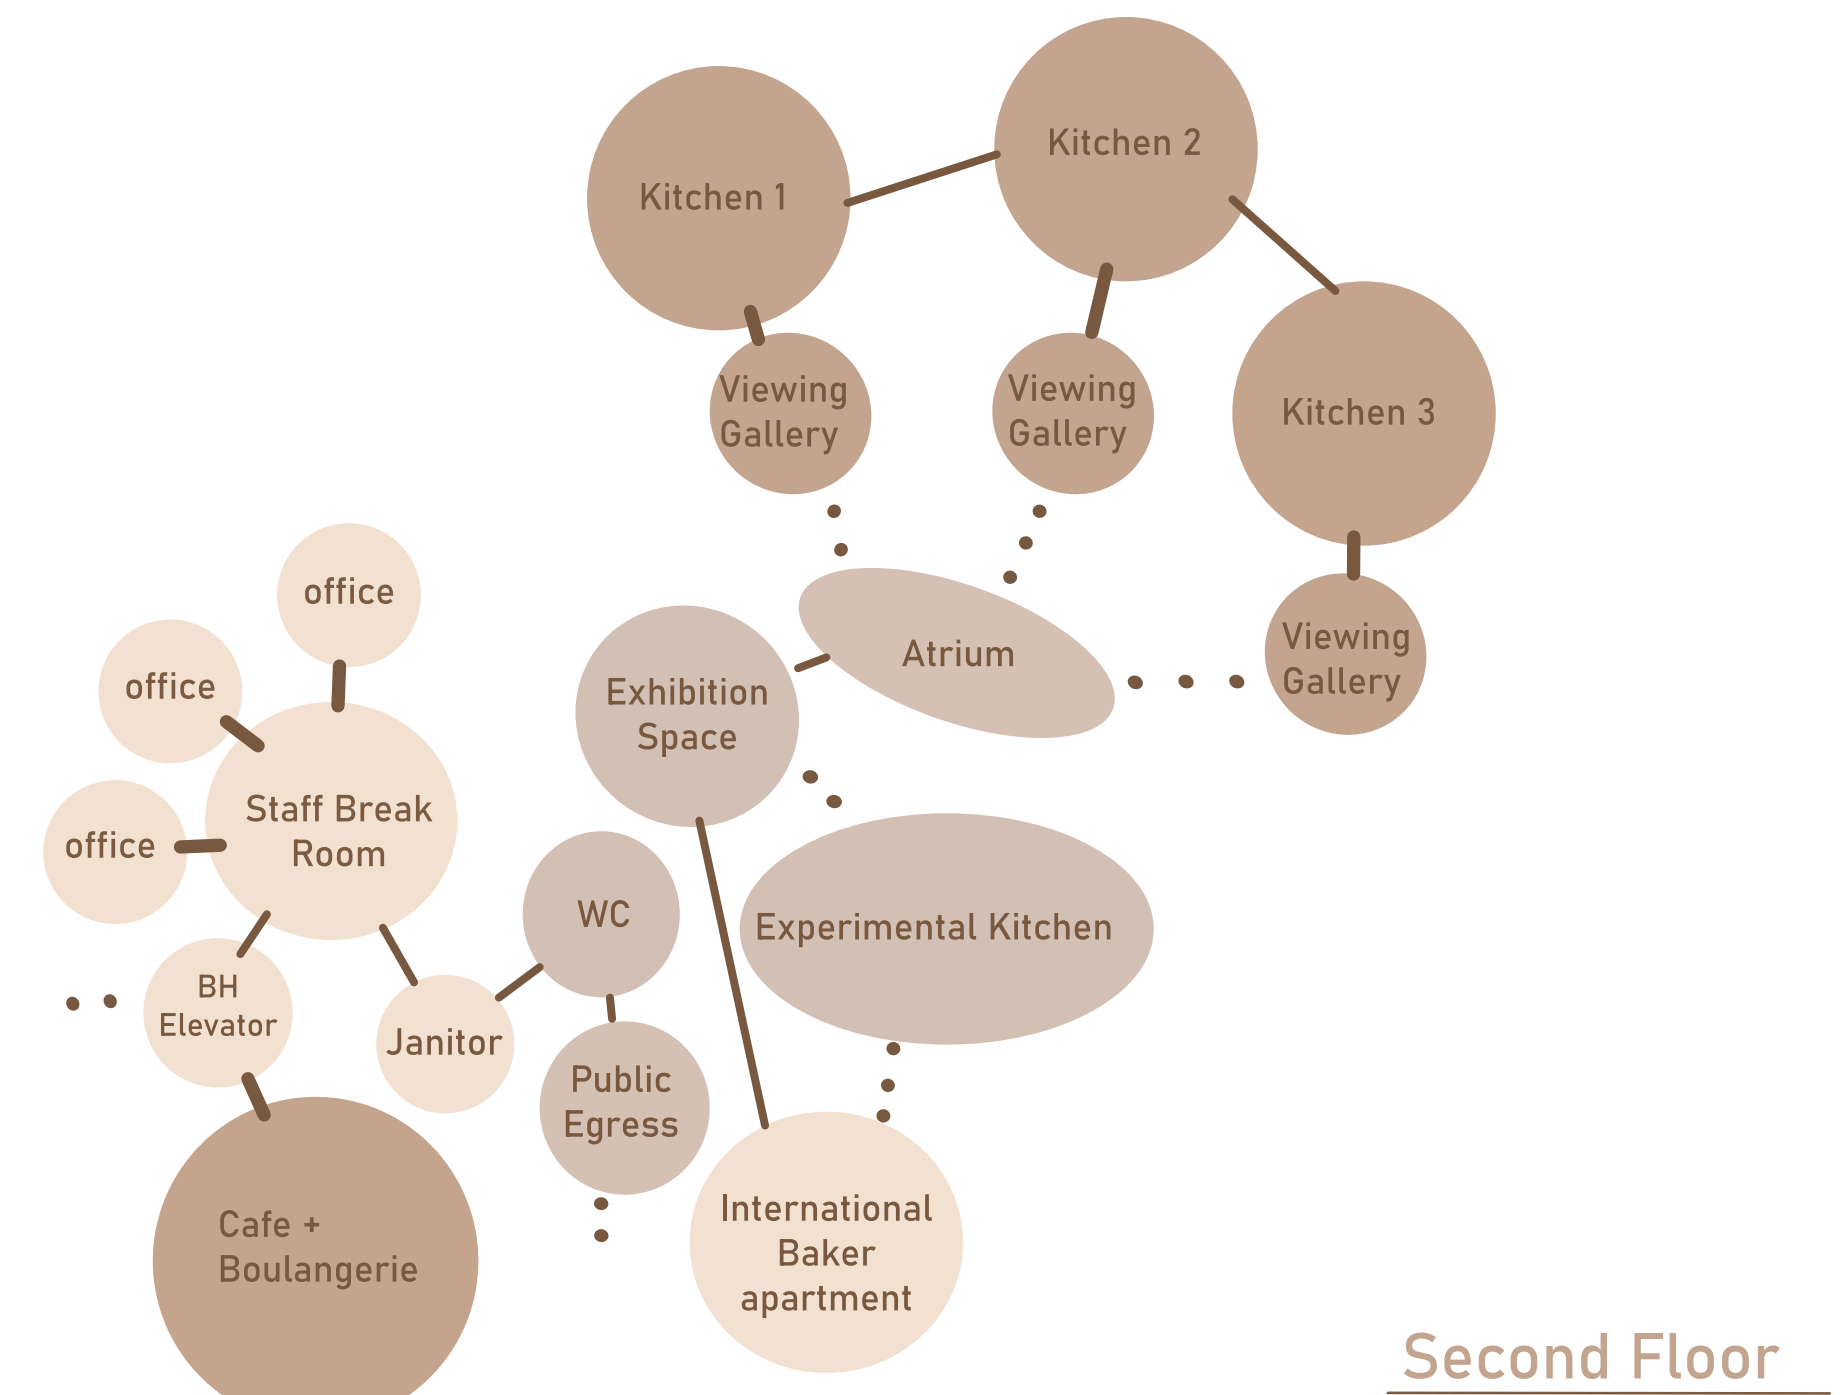 Kitchen 1
Kitchen 2
Kitchen 3
Viewing
Gallery
Viewing
Gallery
Viewing
Gallery
Atrium
Exhibition
Space
office
office
office
Staff Break
Room
WC
Experimental Kitchen
BH
Elevator
Janitor
Public
Egress
Cafe +
Boulangerie
International
Baker
apartment
Second Floor